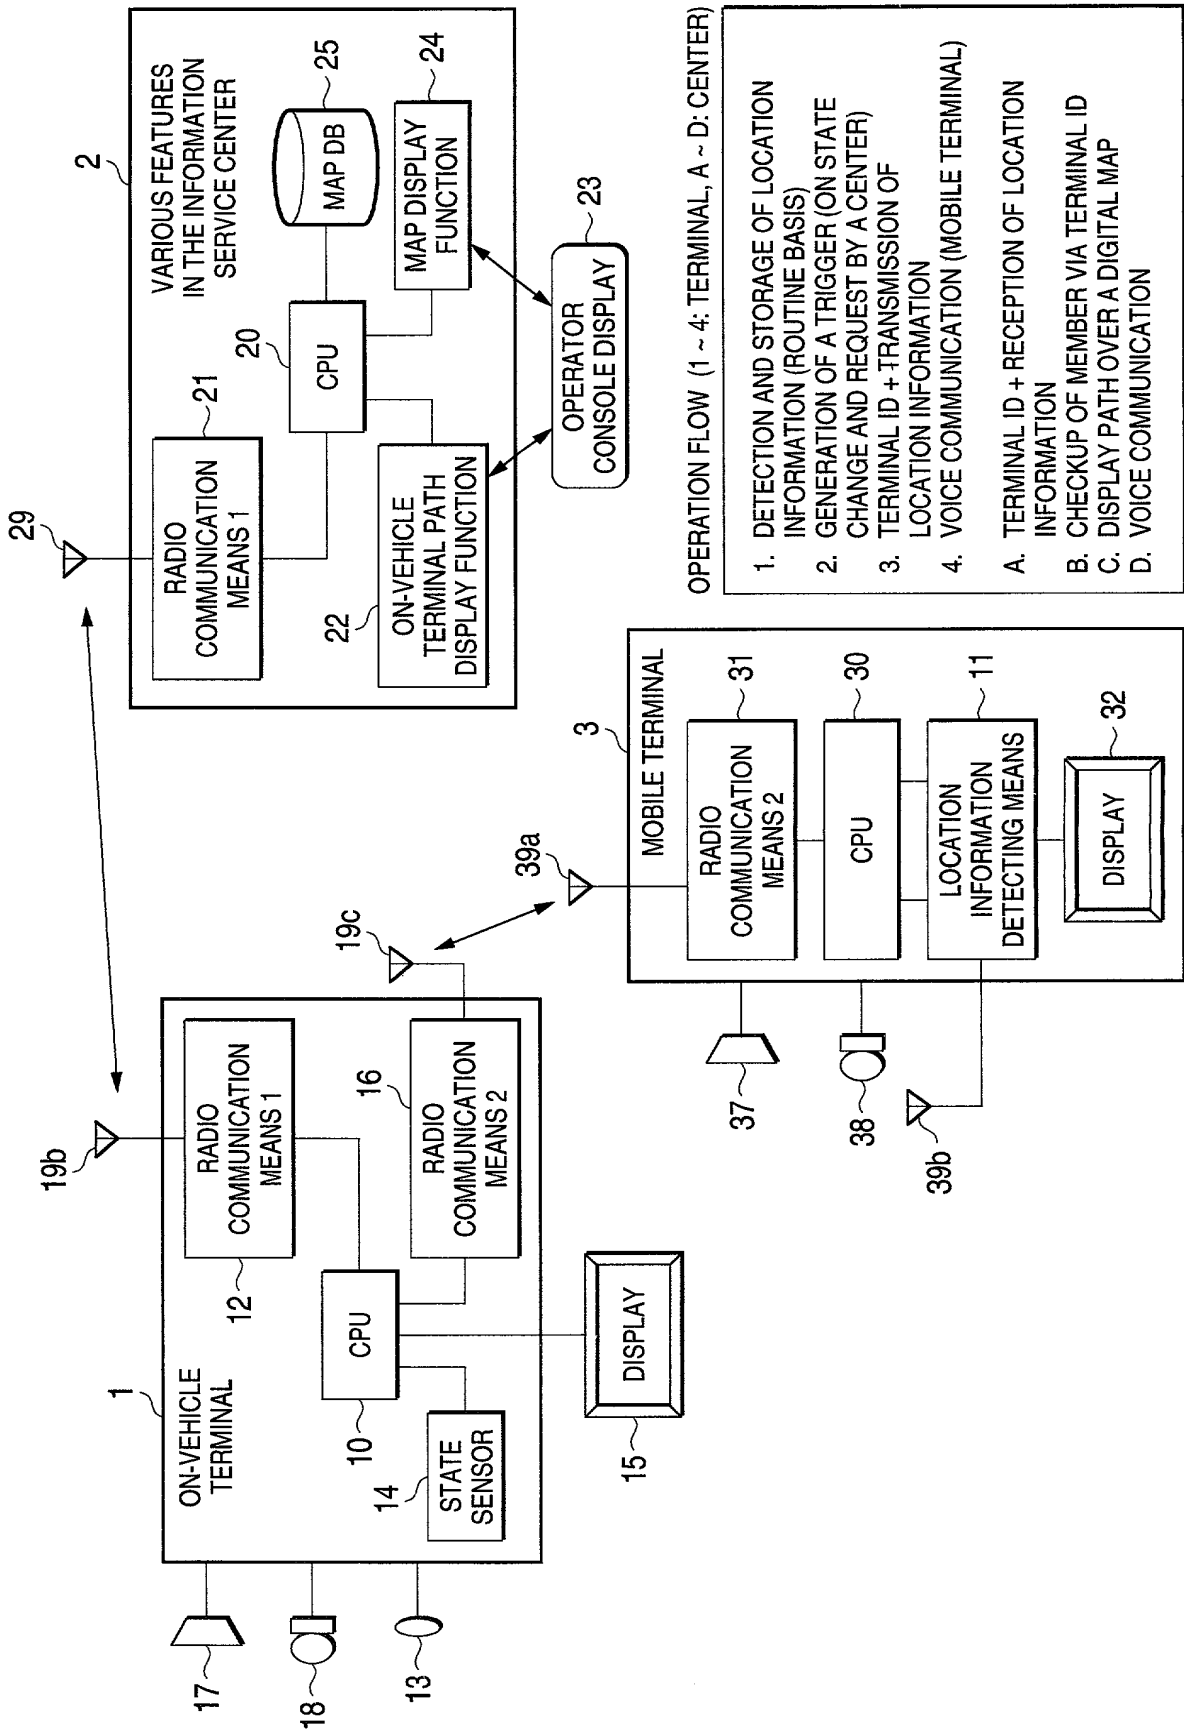 1
ON-VEHICLE
TERMINAL
17
18
13
19b
RADIO
COMMUNICATION
MEANS 1
12
CPU
10
STATE
SENSOR
14
RADIO
COMMUNICATION
MEANS 2
16
19c
DISPLAY
15
2
VARIOUS FEATURES
IN THE INFORMATION
SERVICE CENTER
29
RADIO
COMMUNICATION
MEANS 1
21
CPU
20
MAP DB
25
MAP DISPLAY
FUNCTION
24
ON-VEHICLE
TERMINAL PATH
DISPLAY FUNCTION
22
OPERATOR
CONSOLE DISPLAY
23
3
MOBILE TERMINAL
39a
RADIO
COMMUNICATION
MEANS 2
31
CPU
30
LOCATION
INFORMATION
DETECTING MEANS
11
DISPLAY
32
37
38
39b
OPERATION FLOW (1 ~ 4: TERMINAL, A ~ D: CENTER)
1. DETECTION AND STORAGE OF LOCATION
INFORMATION (ROUTINE BASIS)
2. GENERATION OF A TRIGGER (ON STATE
CHANGE AND REQUEST BY A CENTER)
3. TERMINAL ID + TRANSMISSION OF
LOCATION INFORMATION
4. VOICE COMMUNICATION (MOBILE TERMINAL)
A. TERMINAL ID + RECEPTION OF LOCATION
INFORMATION
B. CHECKUP OF MEMBER VIA TERMINAL ID
C. DISPLAY PATH OVER A DIGITAL MAP
D. VOICE COMMUNICATION